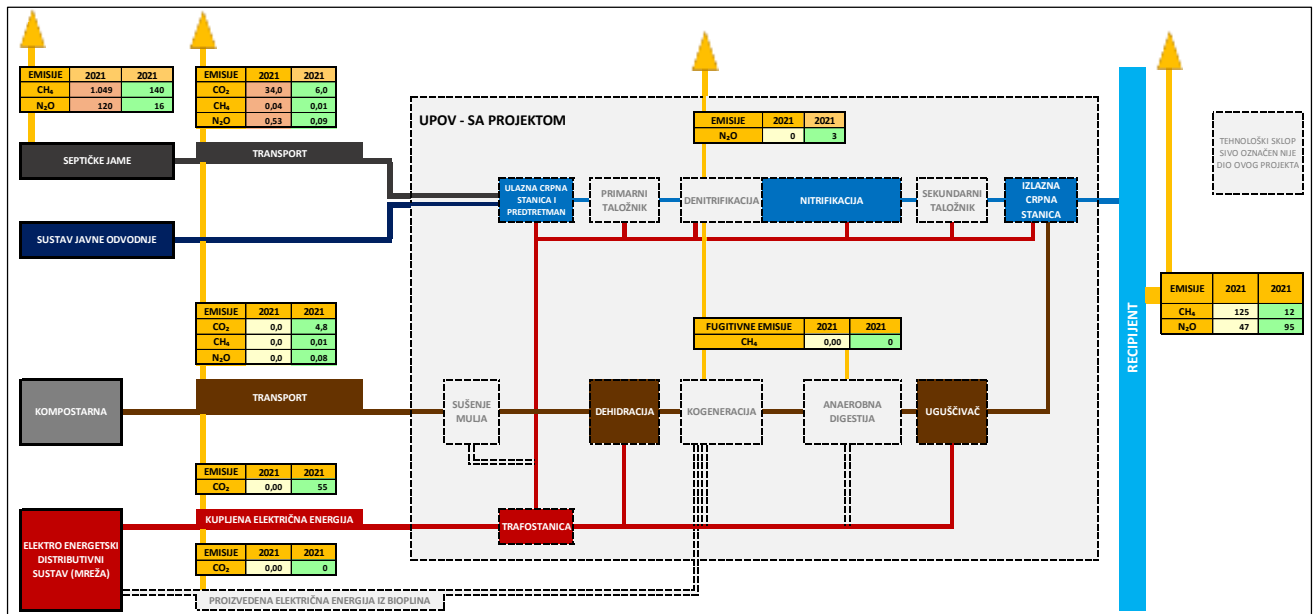 EMISIJE 2021 2021
CH₄ 1.049 140
N₂O 120 16
EMISIJE 2021 2021
CO₂ 34,0 6,0
CH₄ 0,04 0,01
N₂O 0,53 0,09
UPOV - SA PROJEKTOM
EMISIJE 2021 2021
N₂O 0 3
TEHNOLOŠKI SKLOP
SIVO OZNAČEN NIJE
DIO OVOG PROJEKTA
SEPTIČKE JAME
TRANSPORT
ULAZNA CRPNA
STANICA I
PREDTRETMAN
PRIMARNI
TALOŽNIK
DENITRIFIKACIJA
NITRIFIKACIJA
SEKUNDARNI
TALOŽNIK
IZLAZNA
CRPNA
STANICA
SUSTAV JAVNE ODVODNJE
EMISIJE 2021 2021
CH₄ 125 12
N₂O 47 95
EMISIJE 2021 2021
CO₂ 0,0 4,8
CH₄ 0,0 0,01
N₂O 0,0 0,08
FUGITIVNE EMISIJE 2021 2021
CH₄ 0,00 0
RECIPIJENT
KOMPOSTARNA
TRANSPORT
SUŠENJE
MULJA
DEHIDRACIJA
KOGENERACIJA
ANAEROBNA
DIGESTIJA
UGUŠČIVAČ
EMISIJE 2021 2021
CO₂ 0,00 55
KUPLJENA ELEKTRIČNA ENERGIJA
TRAFOSTANICA
ELEKTRO ENERGETSKI
DISTRIBUTIVNI
SUSTAV (MREŽA)
EMISIJE 2021 2021
CO₂ 0,00 0
PROIZVEDENA ELEKTRIČNA ENERGIJA IZ BIOPLINA